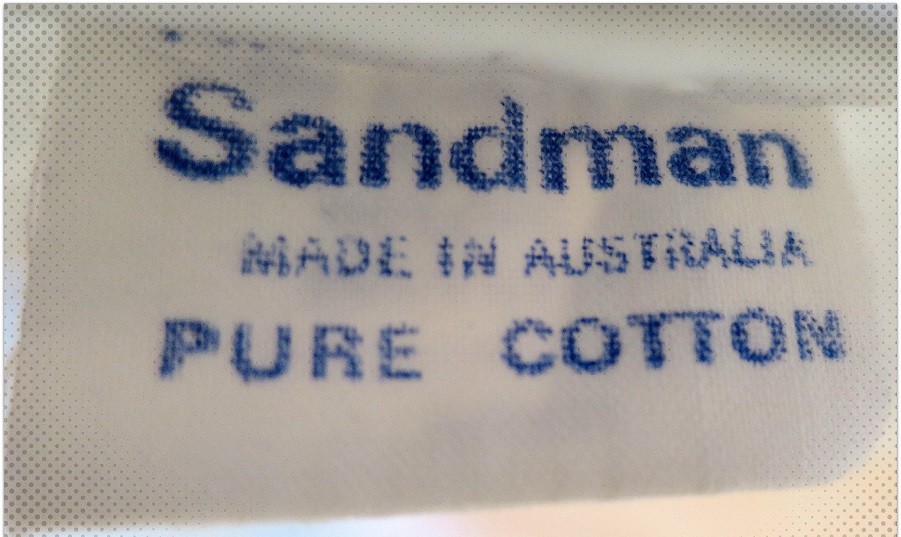 Sandman
MADE IN AUSTRALIA
PURE COTTON